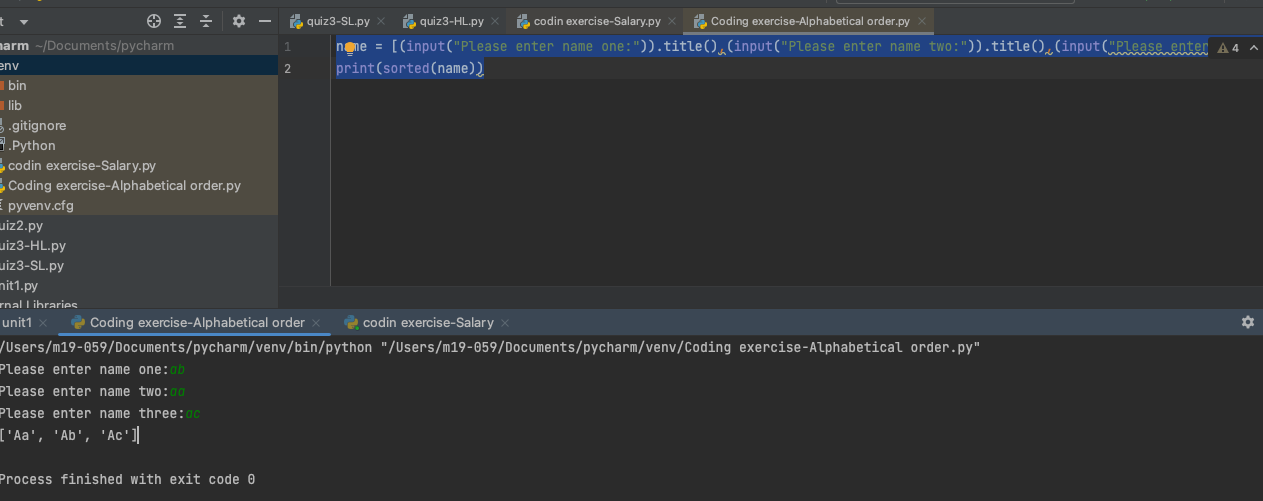 quiz3-SL.py quiz3-HL.py codin exercise-Salary.py Coding exercise-Alphabetical order.py
~/Documents/pycharm
bin
lib
.gitignore
.Python
codin exercise-Salary.py
Coding exercise-Alphabetical order.py
pyvenv.cfg
uiz2.py
uiz3-HL.py
uiz3-SL.py
nit1.py
rnal Libraries
1 name = [(input("Please enter name one:")).title(),(input("Please enter name two:")).title(),(input("Please enter
4
2 print(sorted(name))
unit1 Coding exercise-Alphabetical order codin exercise-Salary
/Users/m19-059/Documents/pycharm/venv/bin/python "/Users/m19-059/Documents/pycharm/venv/Coding exercise-Alphabetical order.py"
Please enter name one:ab
Please enter name two:aa
Please enter name three:ac
['Aa', 'Ab', 'Ac']
Process finished with exit code 0